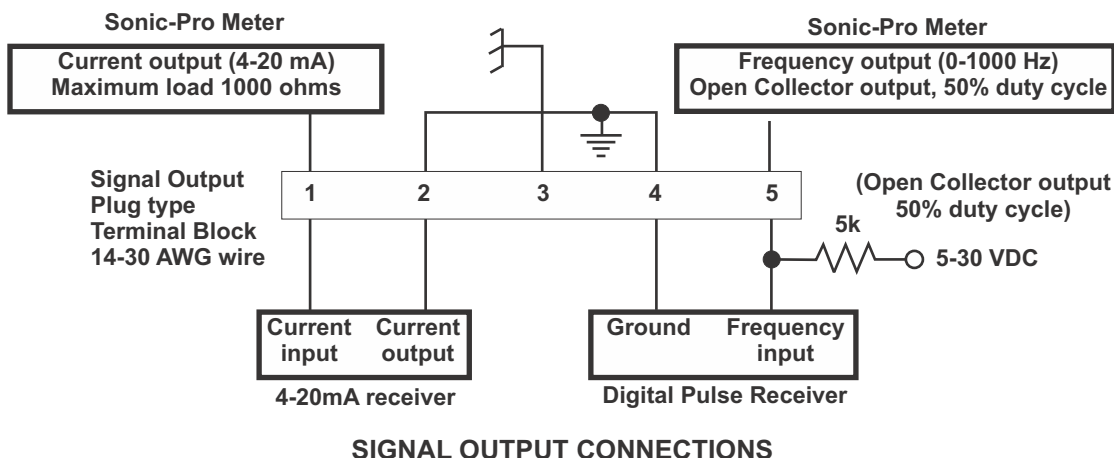 Sonic-Pro Meter
Current output (4-20 mA)
Maximum load 1000 ohms
Sonic-Pro Meter
Frequency output (0-1000 Hz)
Open Collector output, 50% duty cycle
Signal Output
Plug type
Terminal Block
14-30 AWG wire
1 2 3 4 5
(Open Collector output
50% duty cycle)
5k
5-30 VDC
Current input
Current output
4-20mA receiver
Ground
Frequency input
Digital Pulse Receiver
SIGNAL OUTPUT CONNECTIONS